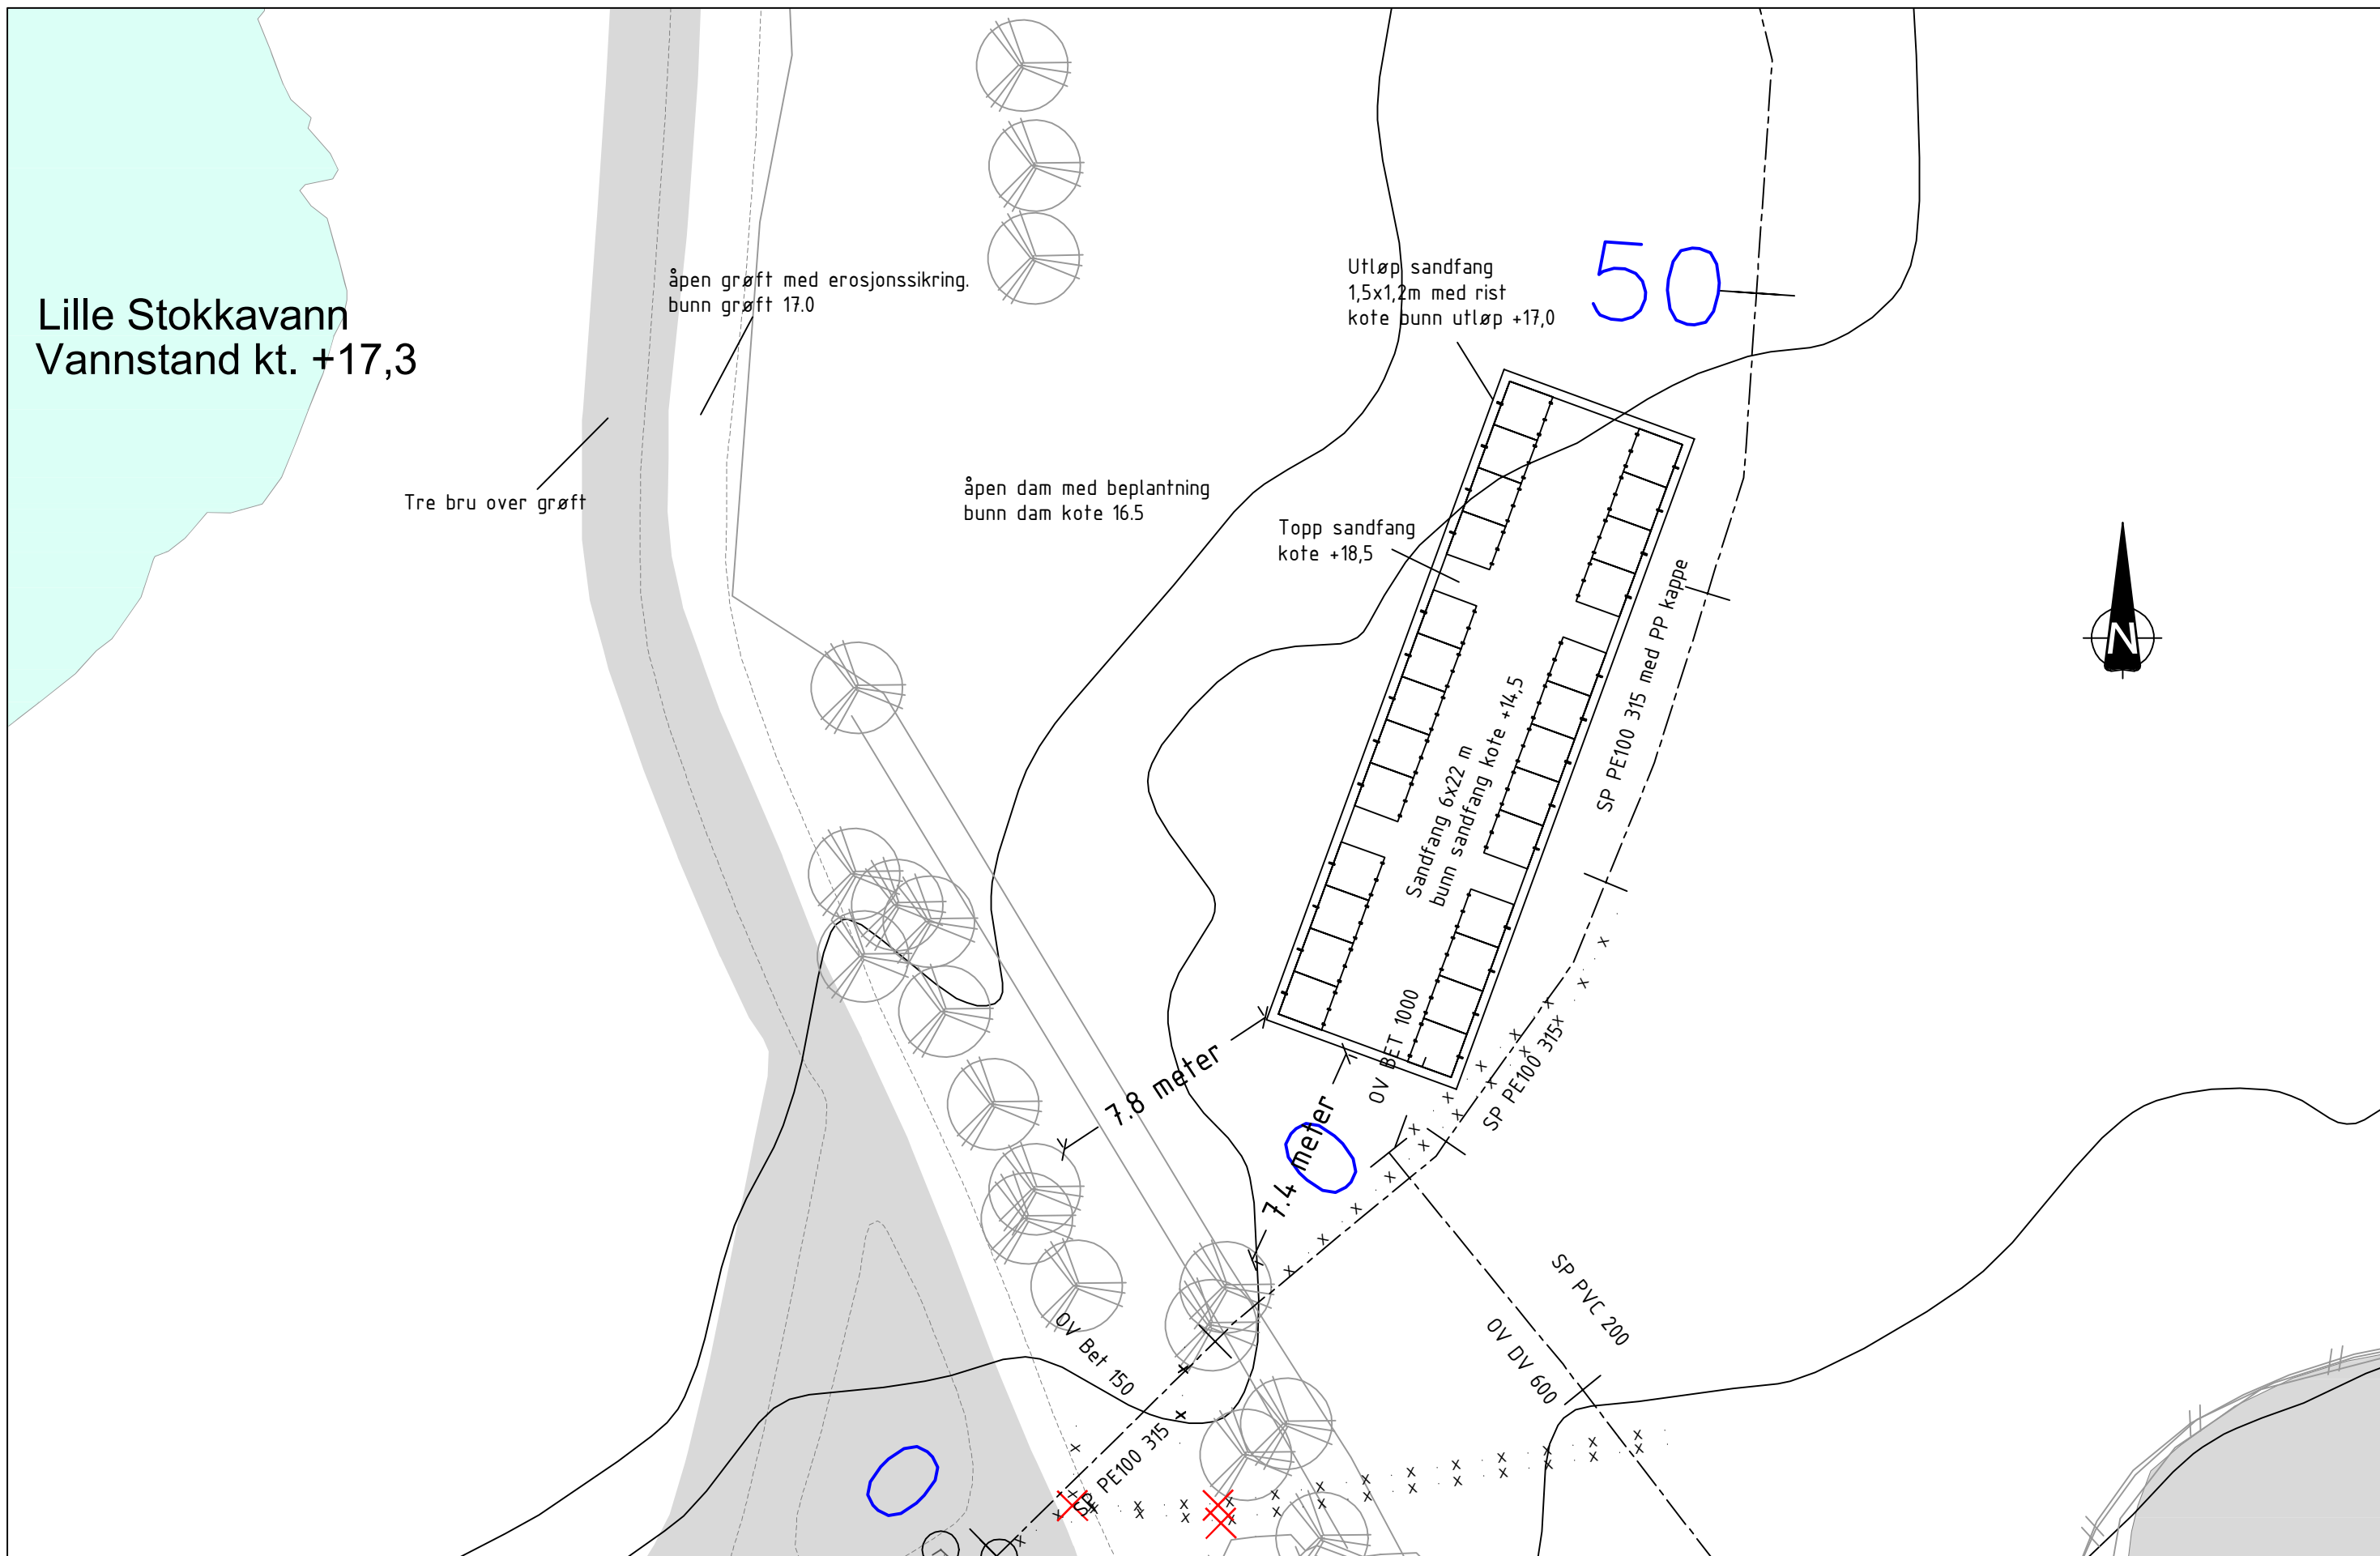 Utløp sandfang
1,5x1,2m med rist
kote bunn utløp +17,0
50
åpen grøft med erosjonssikring.
bunn grøft 17.0
Lille Stokkavann
Vannstand kt. +17,3
Tre bru over grøft
åpen dam med beplantning
bunn dam kote 16.5
Topp sandfang
kote +18,5
SP PE100 315 med PP kappe
N
Sandfang 6x22 m
bunn sandfang kote +14,5
OV BET 1000
SP PE100 315
7.8 meter
7.4 meter
0
SP PVC 200
OV DV 600
OV Bet 150
SP PE100 315
0